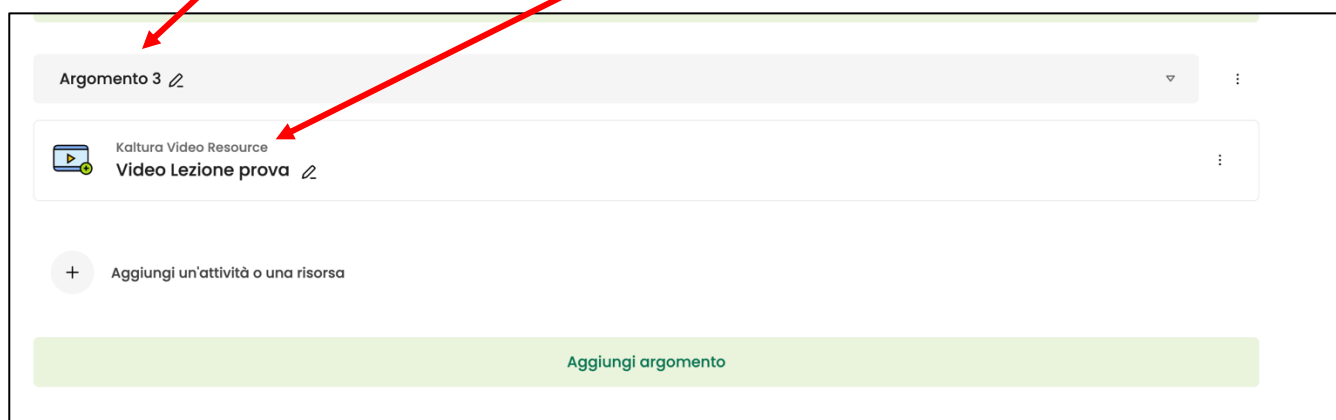 Argomento 3
Kaltura Video Resource
Video Lezione prova
Aggiungi un'attività o una risorsa
Aggiungi argomento